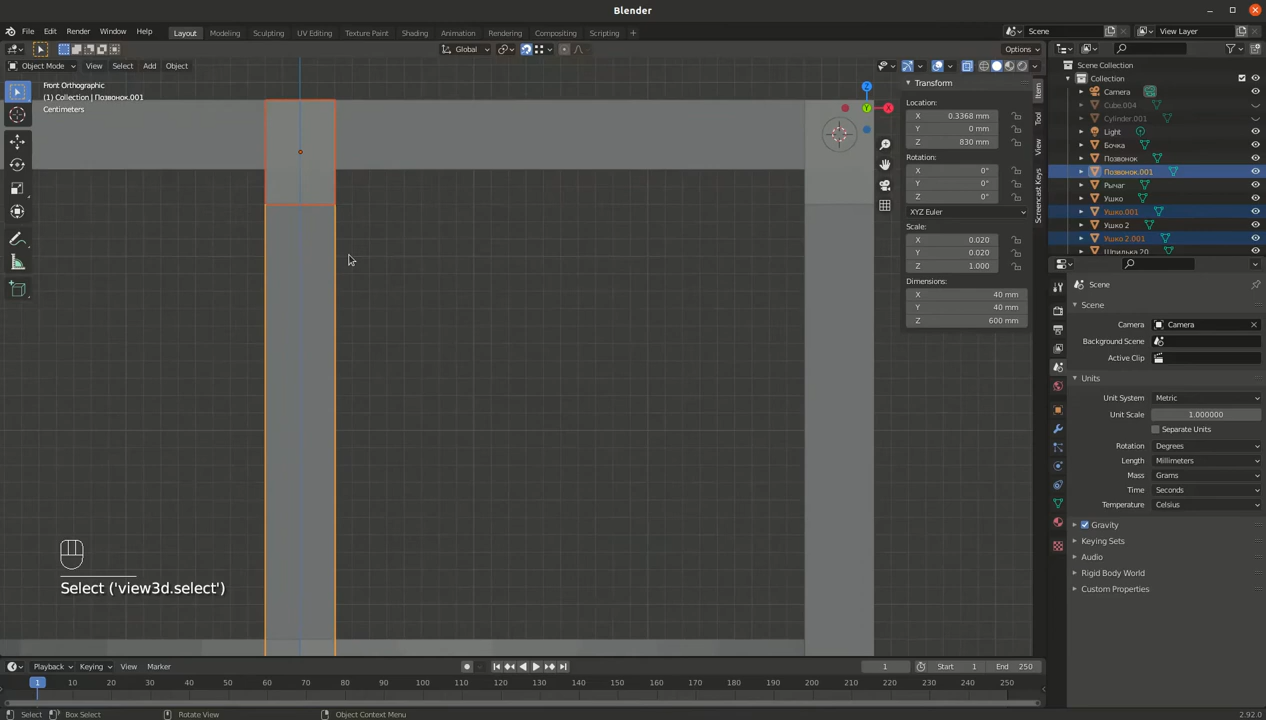 Blender
File Edit Render Window Help
Layout Modeling Sculpting UV Editing Texture Paint Shading Animation Rendering Compositing Scripting
Scene
View Layer
Global
Options
Object Mode View Select Add Object
Front Orthographic
(1) Collection | Позвонок.001
Centimeters
Z
Y
X
Transform
Location:
X 0.3368 mm
Y 0 mm
Z 830 mm
Rotation:
X 0°
Y 0°
Z 0°
XYZ Euler
Scale:
X 0.020
Y 0.020
Z 1.000
Dimensions:
X 40 mm
Y 40 mm
Z 600 mm
Item
Tool
View
Screencast Keys
Scene Collection
Collection
Camera
Cube.004
Cylinder.001
Light
Бочка
Позвонок
Позвонок.001
Рычаг
Ушко
Ушко.001
Ушко 2
Ушко 2.001
Шпилька 20
Scene
Scene
Camera Camera
Background Scene
Active Clip
Units
Unit System Metric
Unit Scale 1.000000
Separate Units
Rotation Degrees
Length Millimeters
Mass Grams
Time Seconds
Temperature Celsius
Gravity
Keying Sets
Audio
Rigid Body World
Custom Properties
Select ('view3d.select')
Playback Keying View Marker
1 Start 1 End 250
1 10 20 30 40 50 60 70 80 90 100 110 120 130 140 150 160 170 180 190 200 210 220 230 240 250
Select Box Select Rotate View Object Context Menu 2.92.0